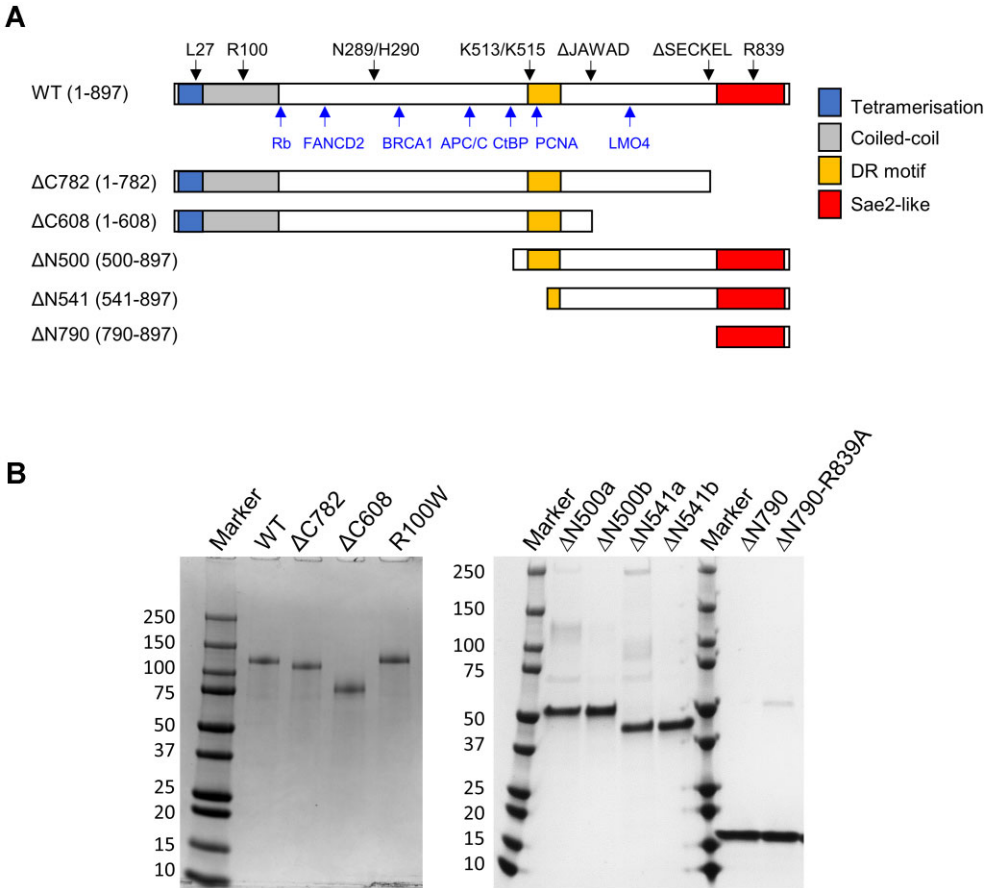 A
L27 R100 N289/H290 K513/K515 ΔJAWAD ΔSECKEL R839
WT (1-897)
Rb FANCD2 BRCA1 APC/C CtBP PCNA LMO4
Tetramerisation
Coiled-coil
DR motif
Sae2-like
ΔC782 (1-782)
ΔC608 (1-608)
ΔN500 (500-897)
ΔN541 (541-897)
ΔN790 (790-897)
B
Marker WT ΔC782 ΔC608 R100W
250
150
100
75
50
37
25
20
15
10
Marker ΔN500a ΔN500b ΔN541a ΔN541b Marker ΔN790 ΔN790-R839A
250
150
100
75
50
37
25
20
15
10